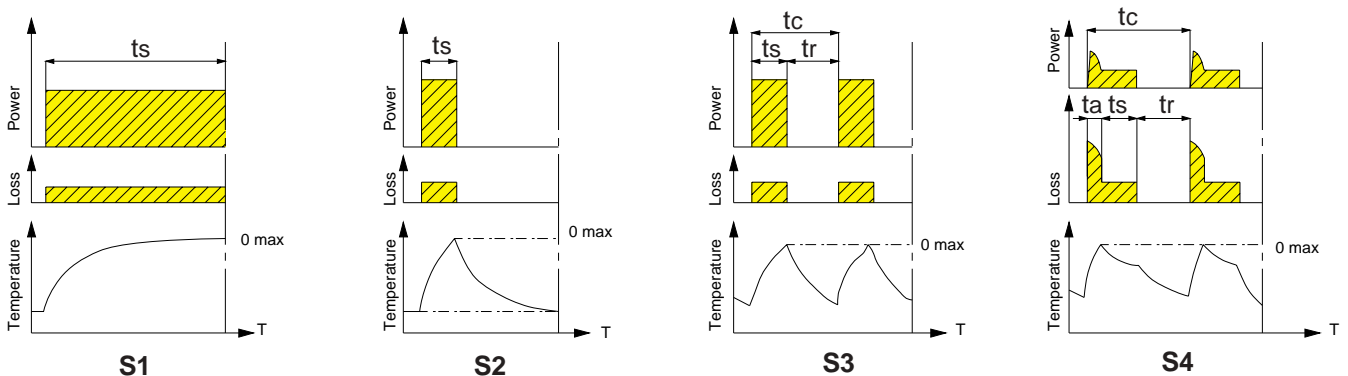 ts
Power
Loss
Temperature
0 max
T
S1
ts
Power
Loss
Temperature
0 max
T
S2
tc
ts tr
Power
Loss
Temperature
0 max
T
S3
tc
Power
ta ts tr
Loss
Temperature
0 max
T
S4